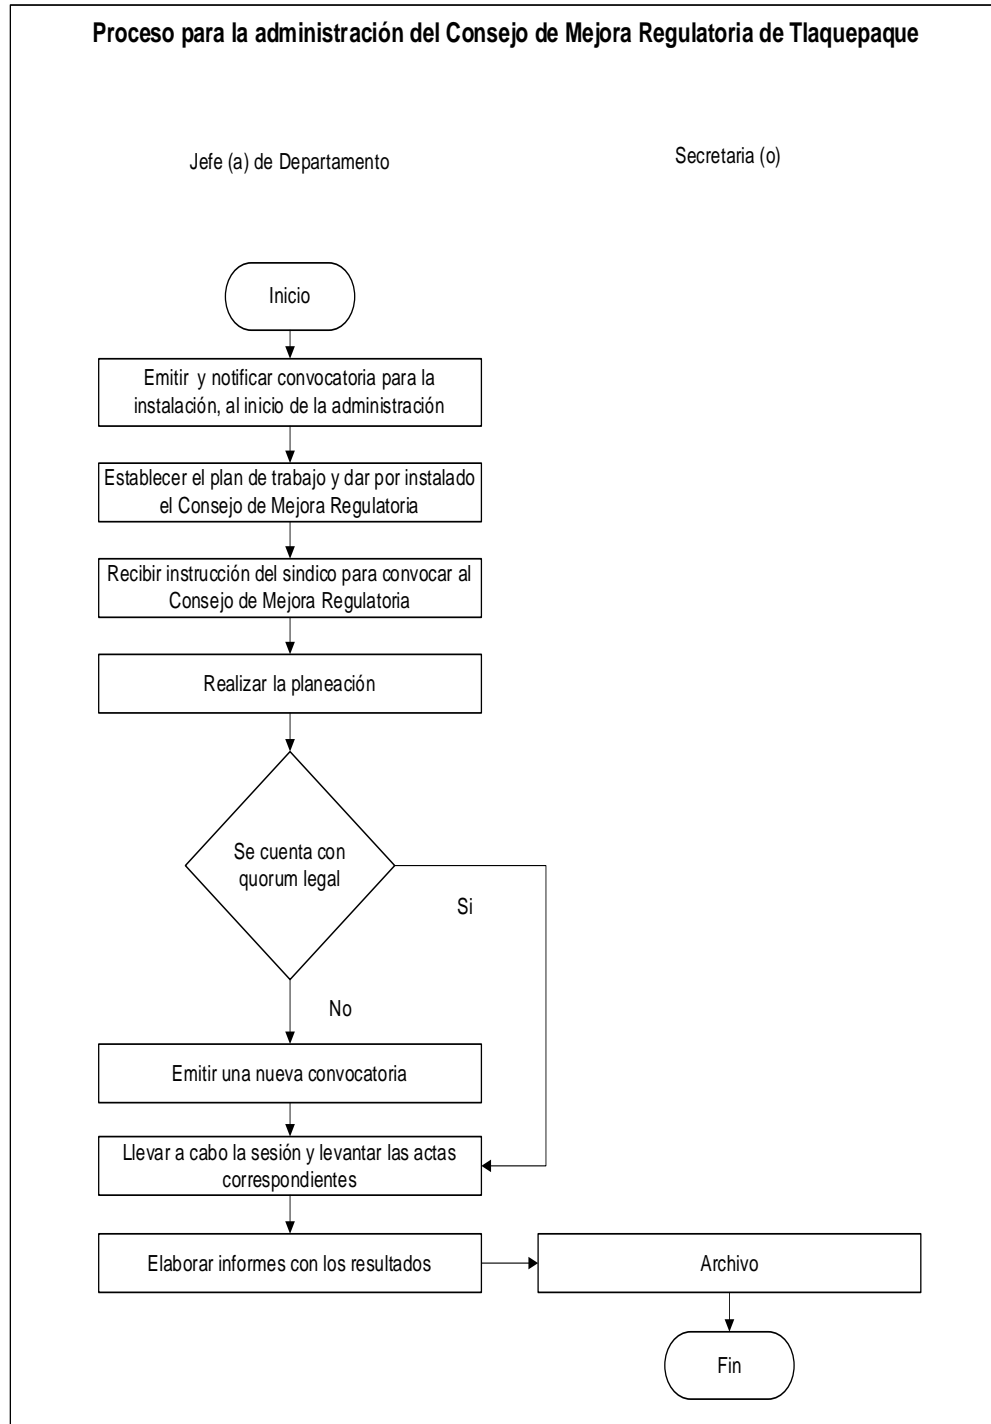 Proceso para la administración del Consejo de Mejora Regulatoria de Tlaquepaque
Jefe (a) de Departamento
Secretaria (o)
Inicio
Emitir y notificar convocatoria para la
instalación, al inicio de la administración
Establecer el plan de trabajo y dar por instalado
el Consejo de Mejora Regulatoria
Recibir instrucción del sindico para convocar al
Consejo de Mejora Regulatoria
Realizar la planeación
Se cuenta con
quorum legal
Si
No
Emitir una nueva convocatoria
Llevar a cabo la sesión y levantar las actas
correspondientes
Elaborar informes con los resultados
Archivo
Fin